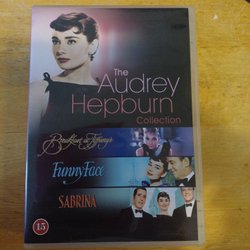 The
Audrey
Hepburn
Collection
Breakfast at Tiffany's
Funny Face
SABRINA
15